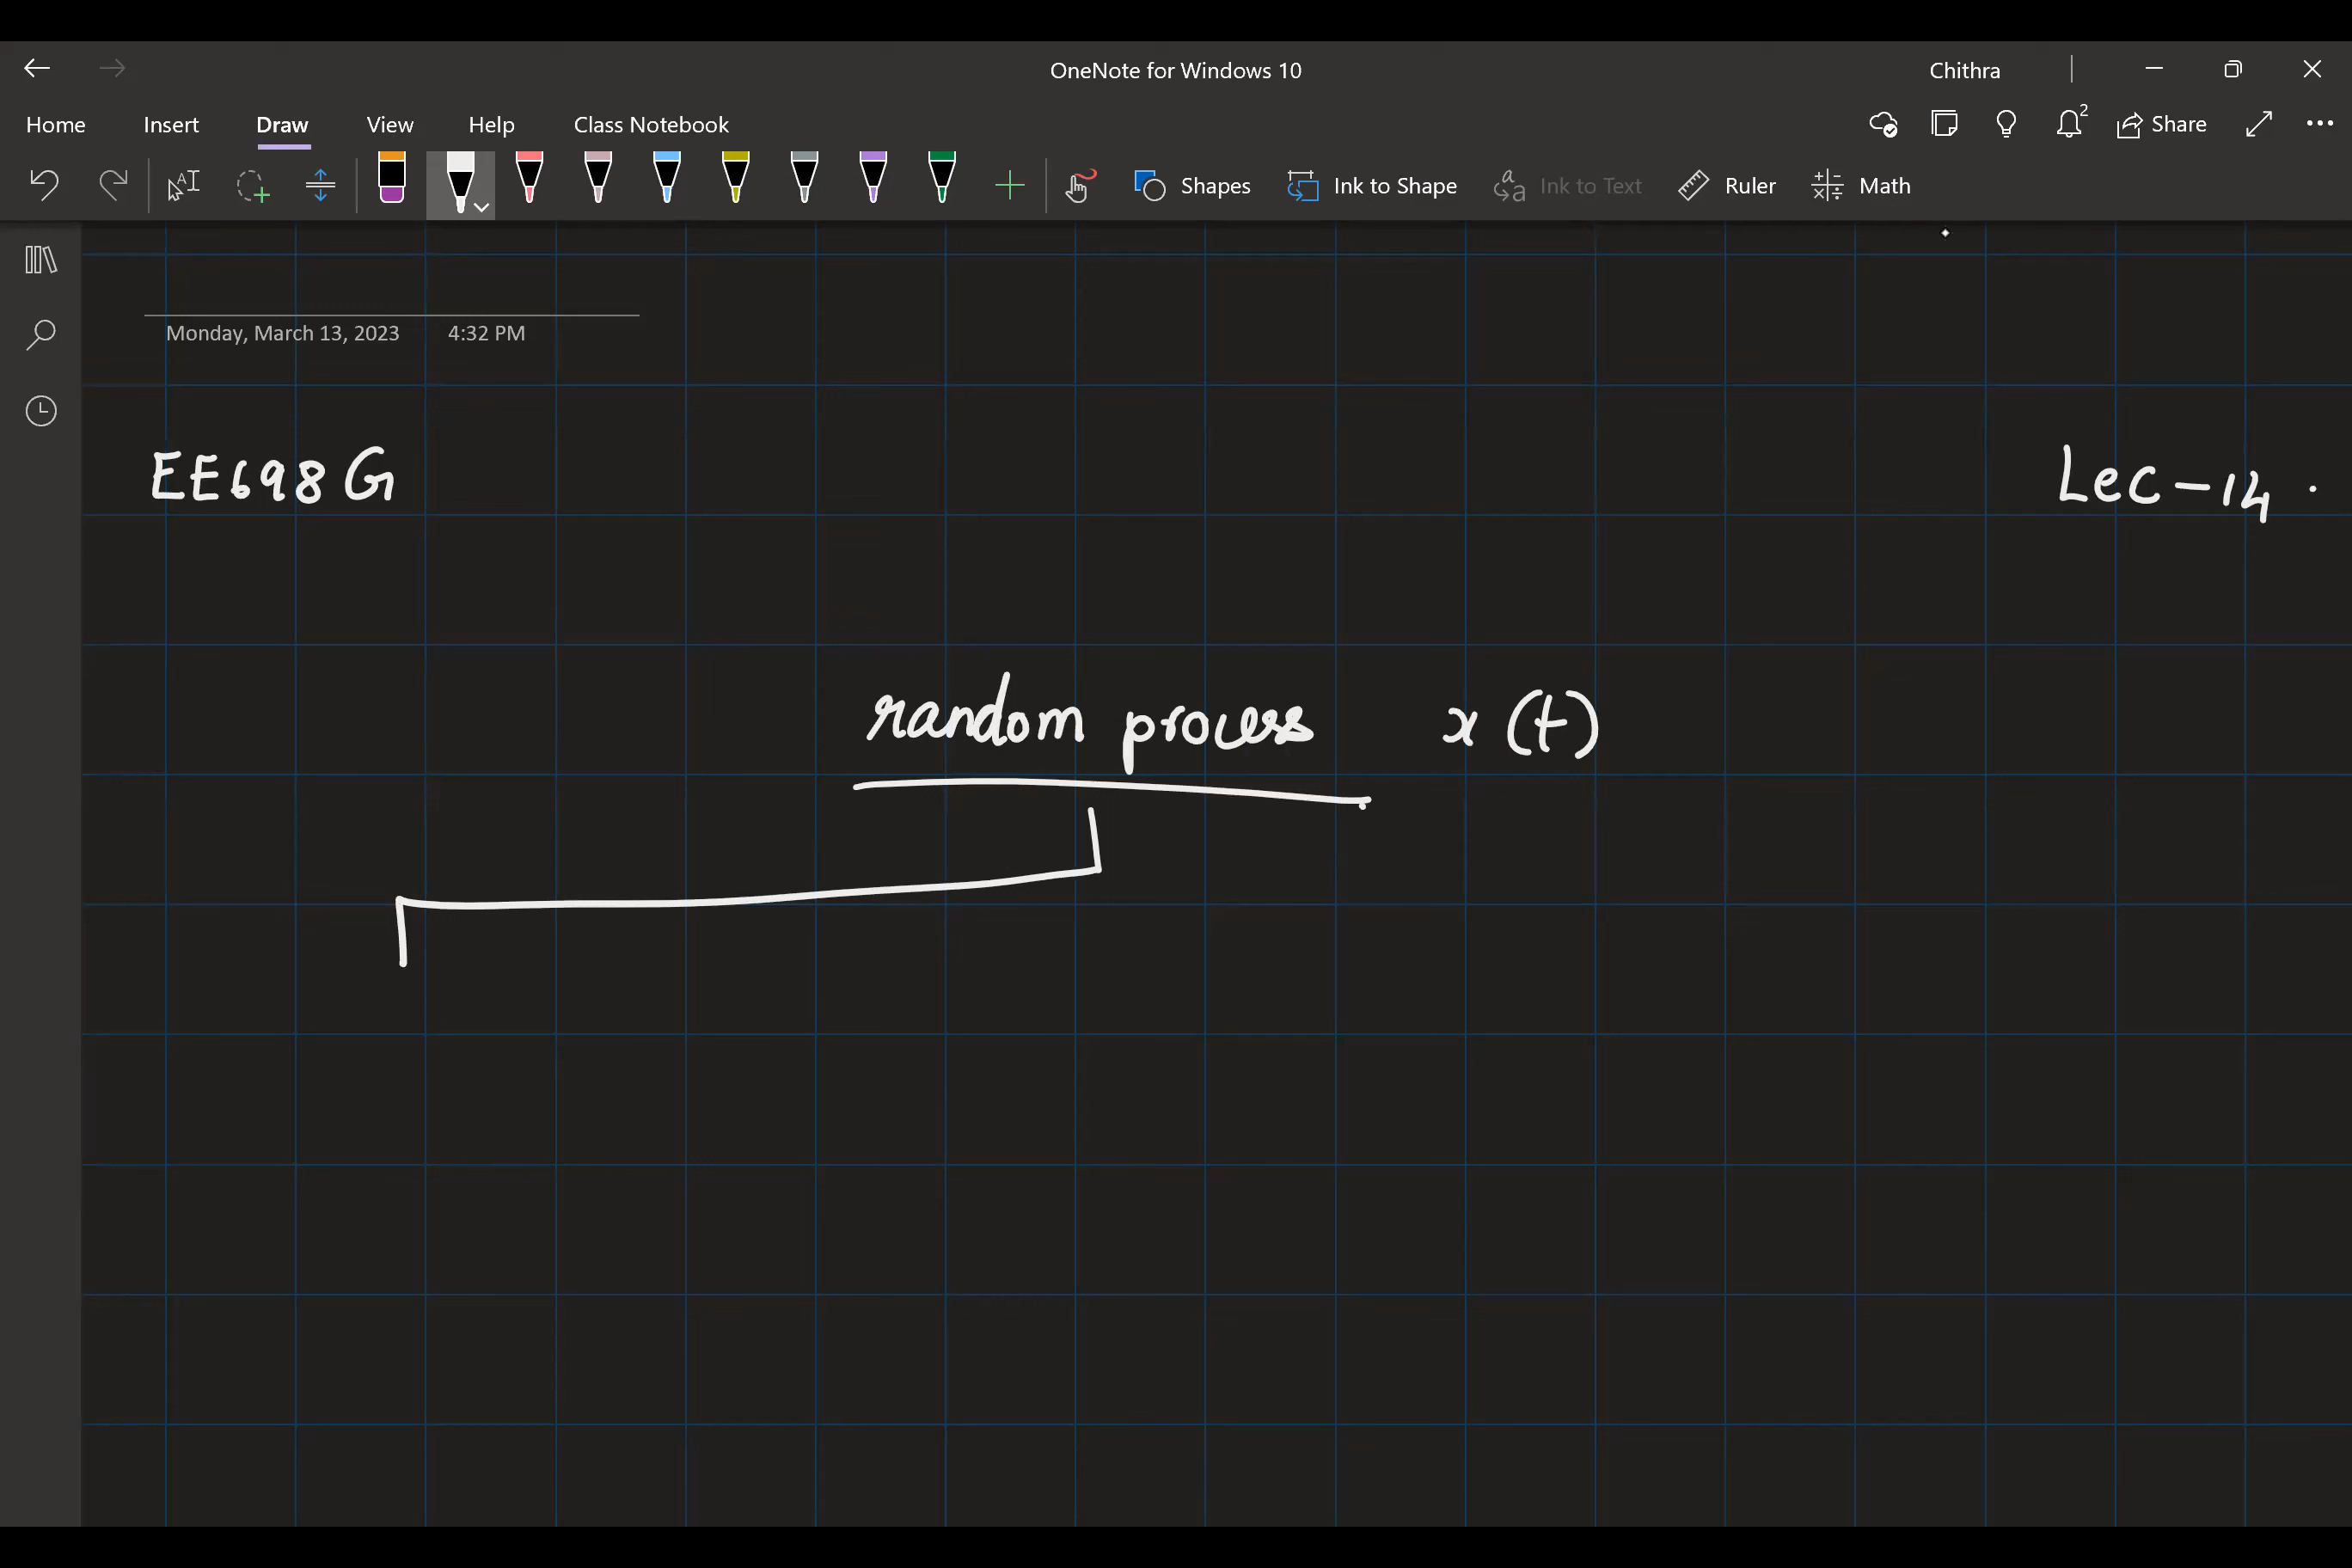 OneNote for Windows 10
Chithra
Home Insert Draw View Help Class Notebook
2 Share
Shapes Ink to Shape Ink to Text Ruler Math
Monday, March 13, 2023 4:32 PM
EE698G Lec-14.
random process x(t)